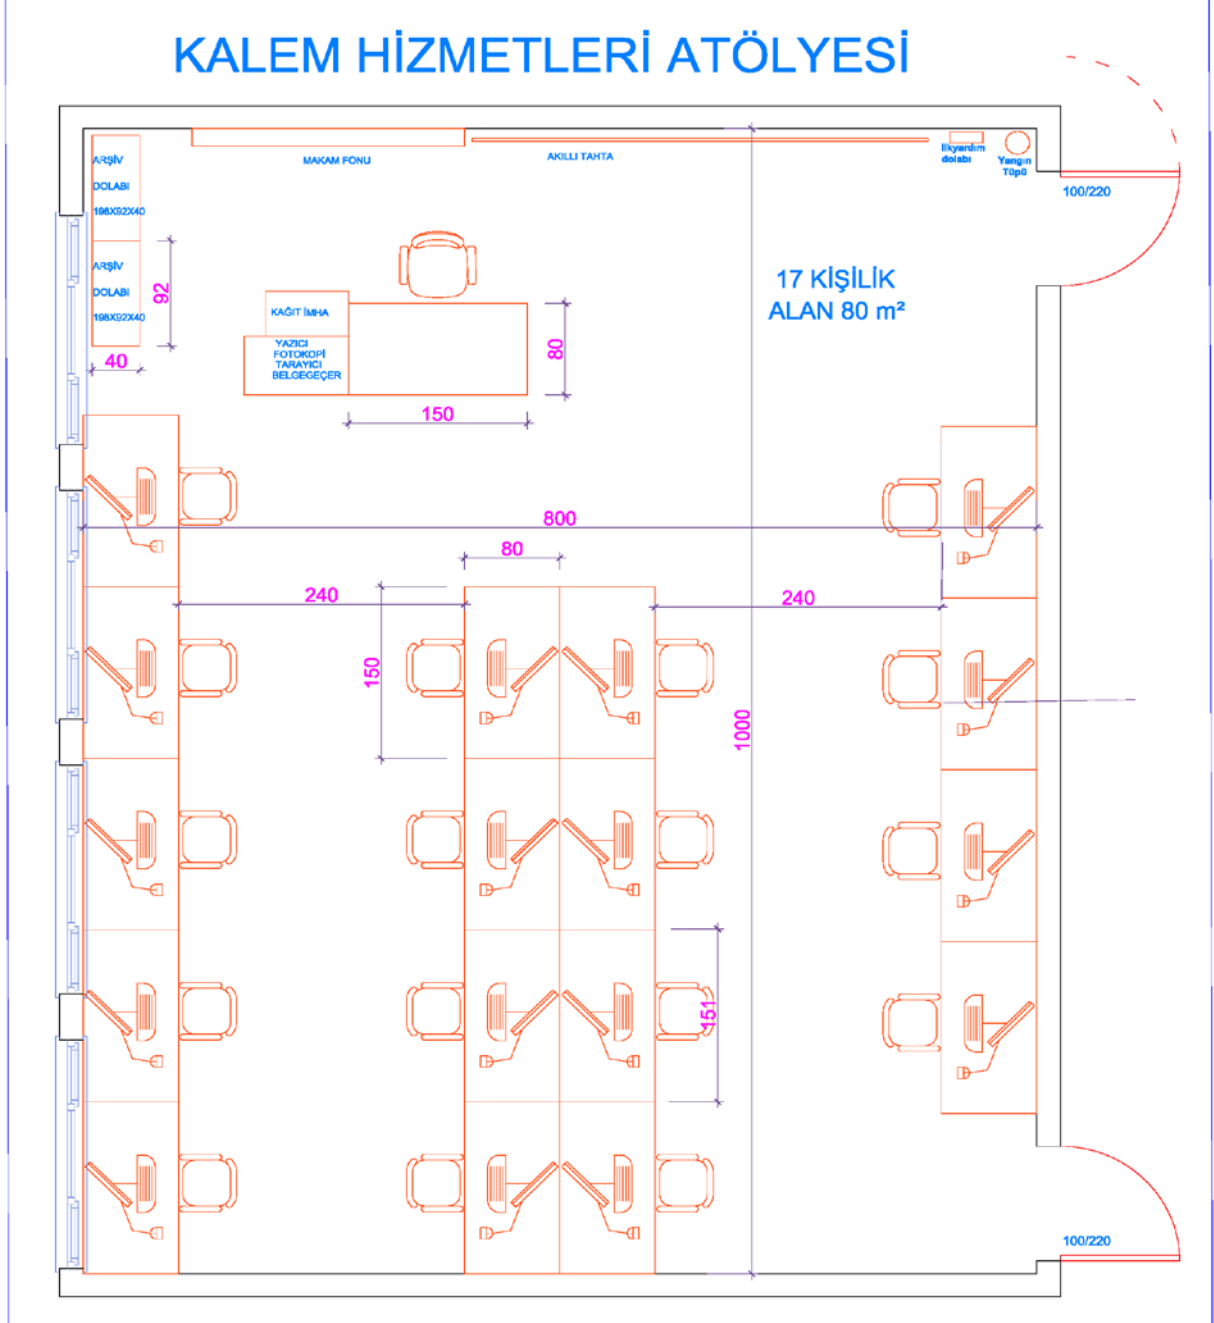 KALEM HİZMETLERİ ATÖLYESİ
ARŞİV
DOLABI
198X92X40
MAKAM FONU
AKILLI TAHTA
İlkyardım
dolabı
Yangın
Tüpü
100/220
ARŞİV
DOLABI
198X92X40
92
40
KAĞIT İMHA
YAZICI
FOTOKOPİ
TARAYICI
BELGEGEÇER
80
150
17 KİŞİLİK
ALAN 80 m²
800
80
240
240
150
1000
151
100/220